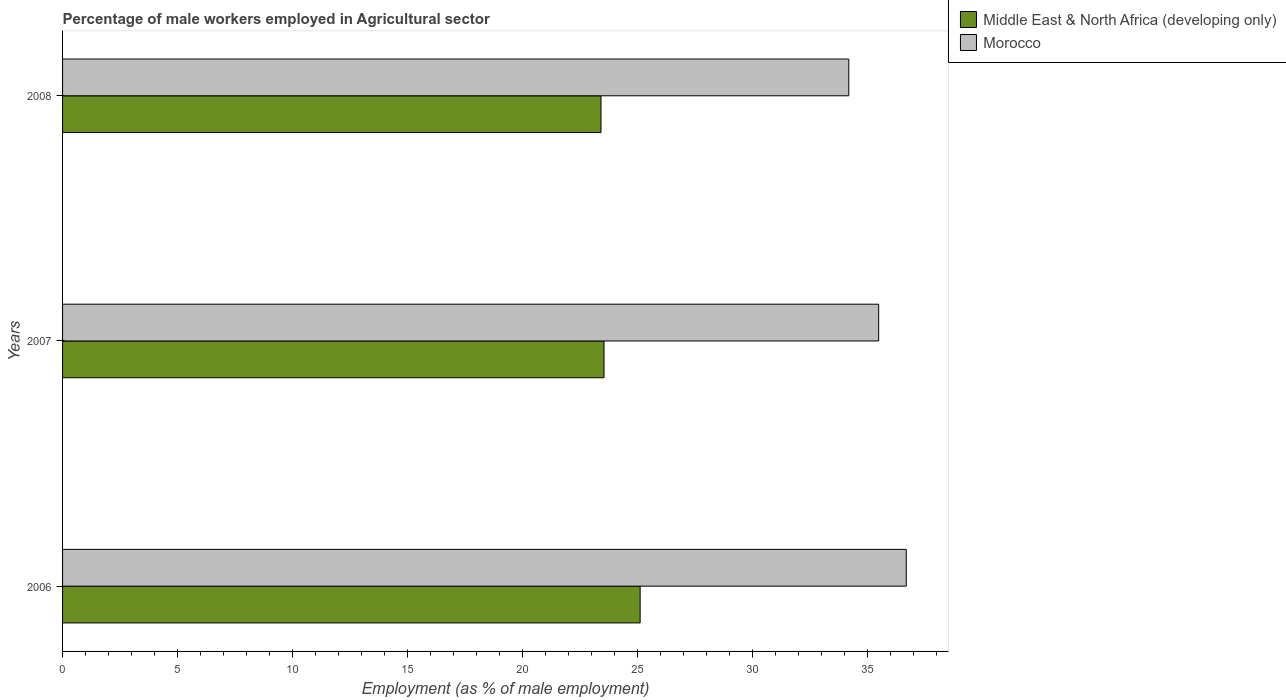 Percentage of male workers employed in Agricultural sector
Middle East & North Africa (developing only)
Morocco
2008
2007
2006
Years
0
5
10
15
20
25
30
35
Employment (as % of male employment)